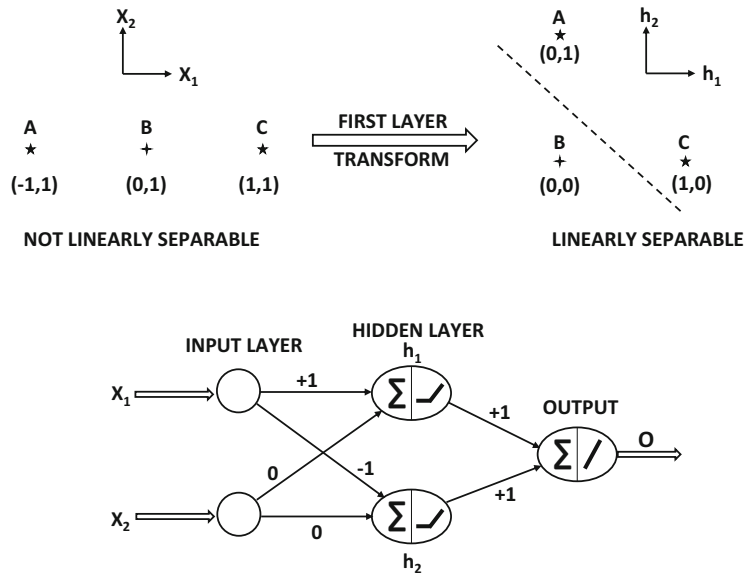 X2
X1
A B C
(-1,1) (0,1) (1,1)
NOT LINEARLY SEPARABLE
FIRST LAYER
TRANSFORM
h2
h1
A
(0,1)
B C
(0,0) (1,0)
LINEARLY SEPARABLE
INPUT LAYER
HIDDEN LAYER
h1
OUTPUT
X1
+1
Σ
+1
Σ
O
0
-1
+1
X2
0
Σ
h2